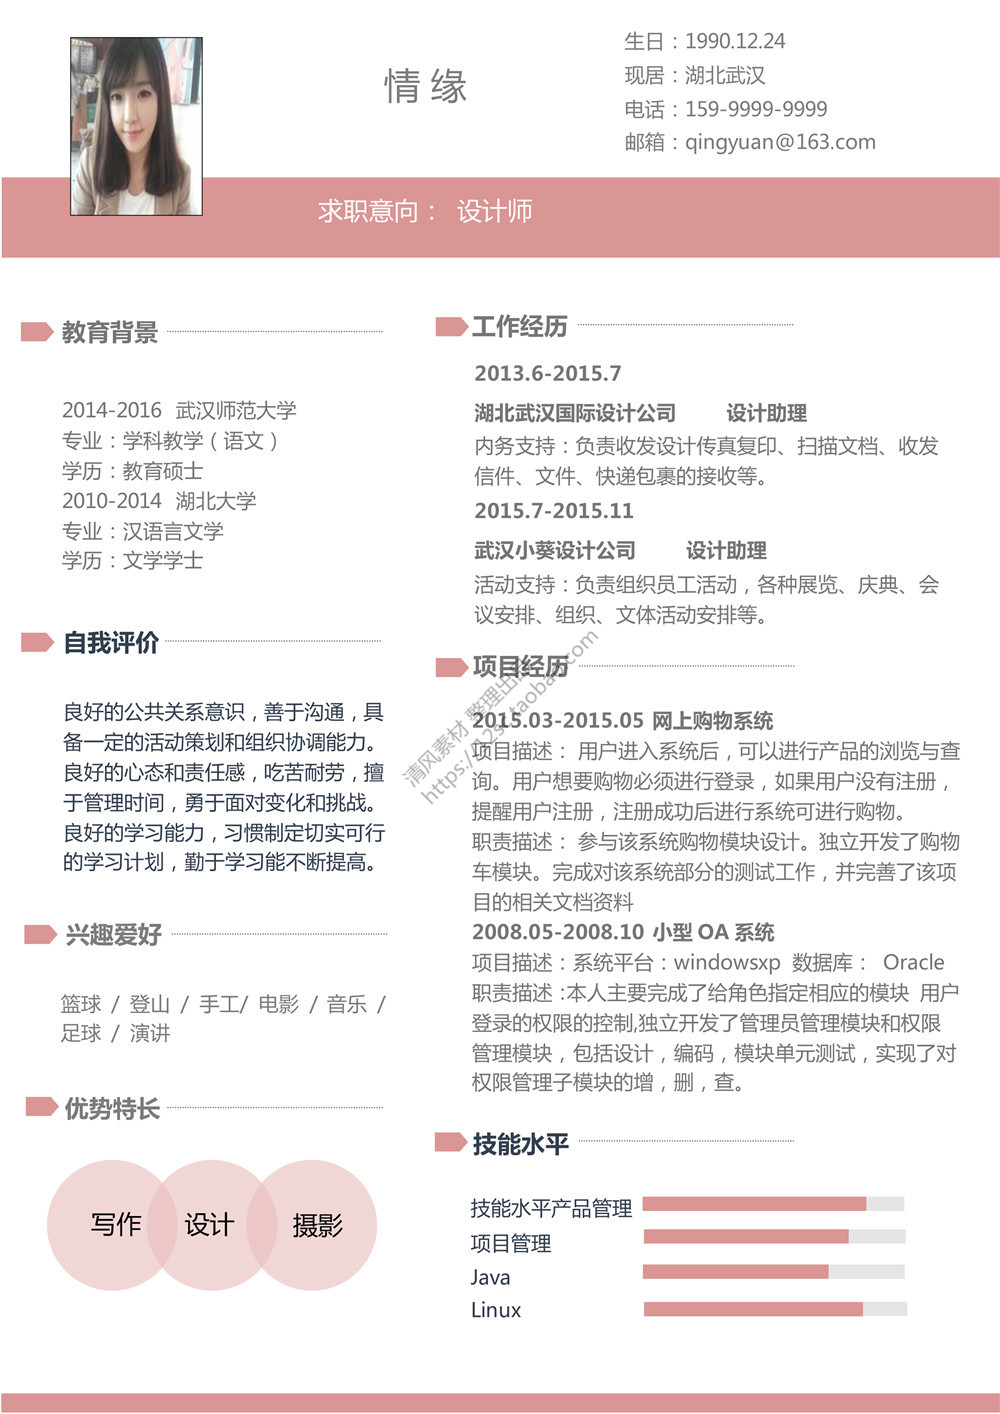 情缘
生日：1990.12.24
现居：湖北武汉
电话：159-9999-9999
邮箱：qingyuan@163.com
求职意向： 设计师
教育背景
2014-2016 武汉师范大学
专业：学科教学（语文）
学历：教育硕士
2010-2014 湖北大学
专业：汉语言文学
学历：文学学士
自我评价
良好的公共关系意识，善于沟通，具
备一定的活动策划和组织协调能力。
良好的心态和责任感，吃苦耐劳，擅
于管理时间，勇于面对变化和挑战。
良好的学习能力，习惯制定切实可行
的学习计划，勤于学习能不断提高。
兴趣爱好
篮球 / 登山 / 手工/ 电影 / 音乐 /
足球 / 演讲
优势特长
写作 设计 摄影
工作经历
2013.6-2015.7
湖北武汉国际设计公司 设计助理
内务支持：负责收发设计传真复印、扫描文档、收发
信件、文件、快递包裹的接收等。
2015.7-2015.11
武汉小葵设计公司 设计助理
活动支持：负责组织员工活动，各种展览、庆典、会
议安排、组织、文体活动安排等。
项目经历
2015.03-2015.05 网上购物系统
项目描述： 用户进入系统后，可以进行产品的浏览与查
询。用户想要购物必须进行登录，如果用户没有注册，
提醒用户注册，注册成功后进行系统可进行购物。
职责描述： 参与该系统购物模块设计。独立开发了购物
车模块。完成对该系统部分的测试工作，并完善了该项
目的相关文档资料
2008.05-2008.10 小型 OA 系统
项目描述：系统平台：windowsxp 数据库： Oracle
职责描述：本人主要完成了给角色指定相应的模块 用户
登录的权限的控制,独立开发了管理员管理模块和权限
管理模块，包括设计，编码，模块单元测试，实现了对
权限管理子模块的增，删，查。
技能水平
技能水平产品管理
项目管理
Java
Linux
清风素材 整理出